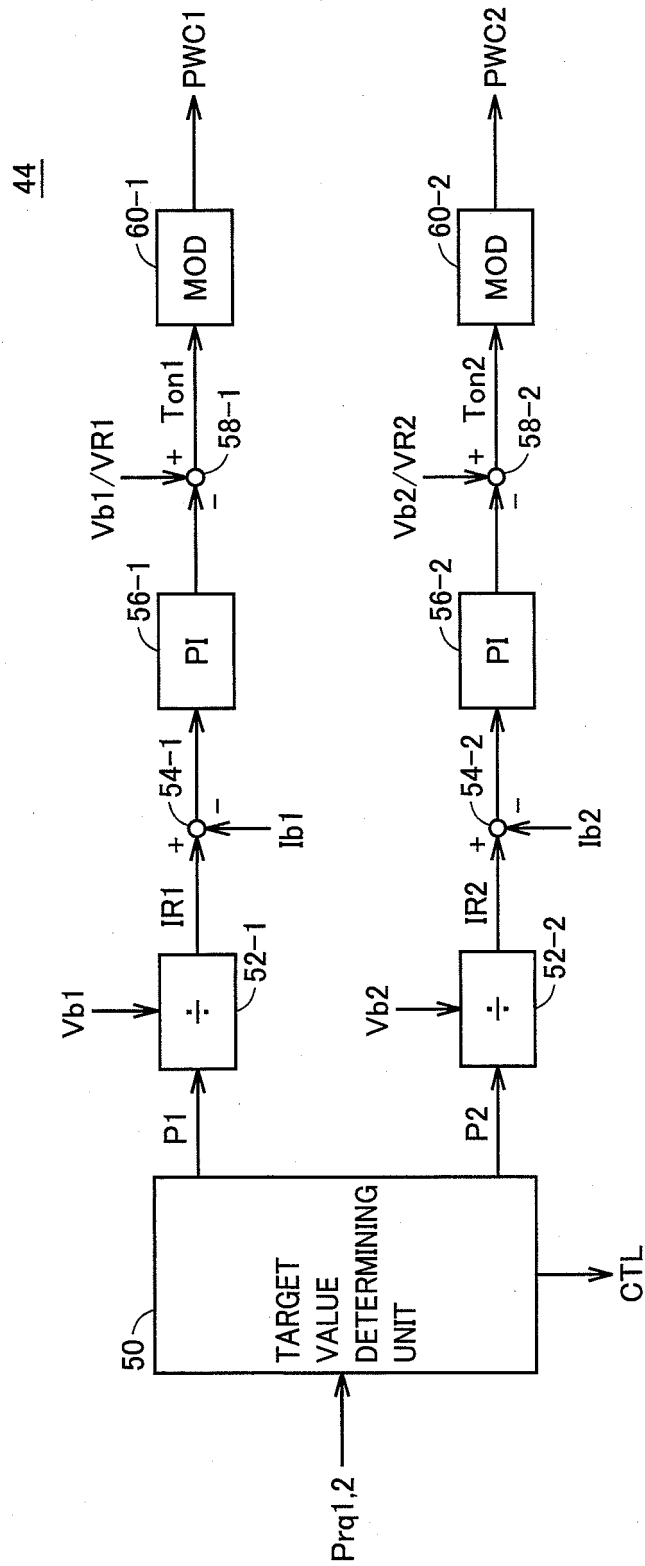 44
Prq1,2
50
TARGET
VALUE
DETERMINING
UNIT
CTL
P1
Vb1
÷
52-1
IR1
+
54-1
−
Ib1
PI
56-1
Vb1/VR1
+
−
58-1
Ton1
MOD
60-1
PWC1
P2
Vb2
÷
52-2
IR2
+
54-2
−
Ib2
PI
56-2
Vb2/VR2
+
−
58-2
Ton2
MOD
60-2
PWC2